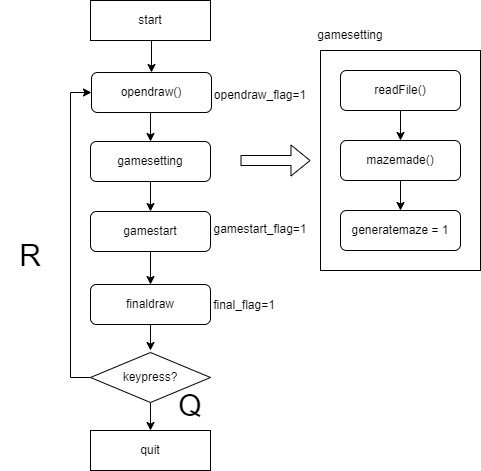 start
gamesetting
opendraw()
opendraw_flag=1
readFile()
gamesetting
mazemade()
gamestart
gamestart_flag=1
generatemaze = 1
R
finaldraw
final_flag=1
keypress?
Q
quit